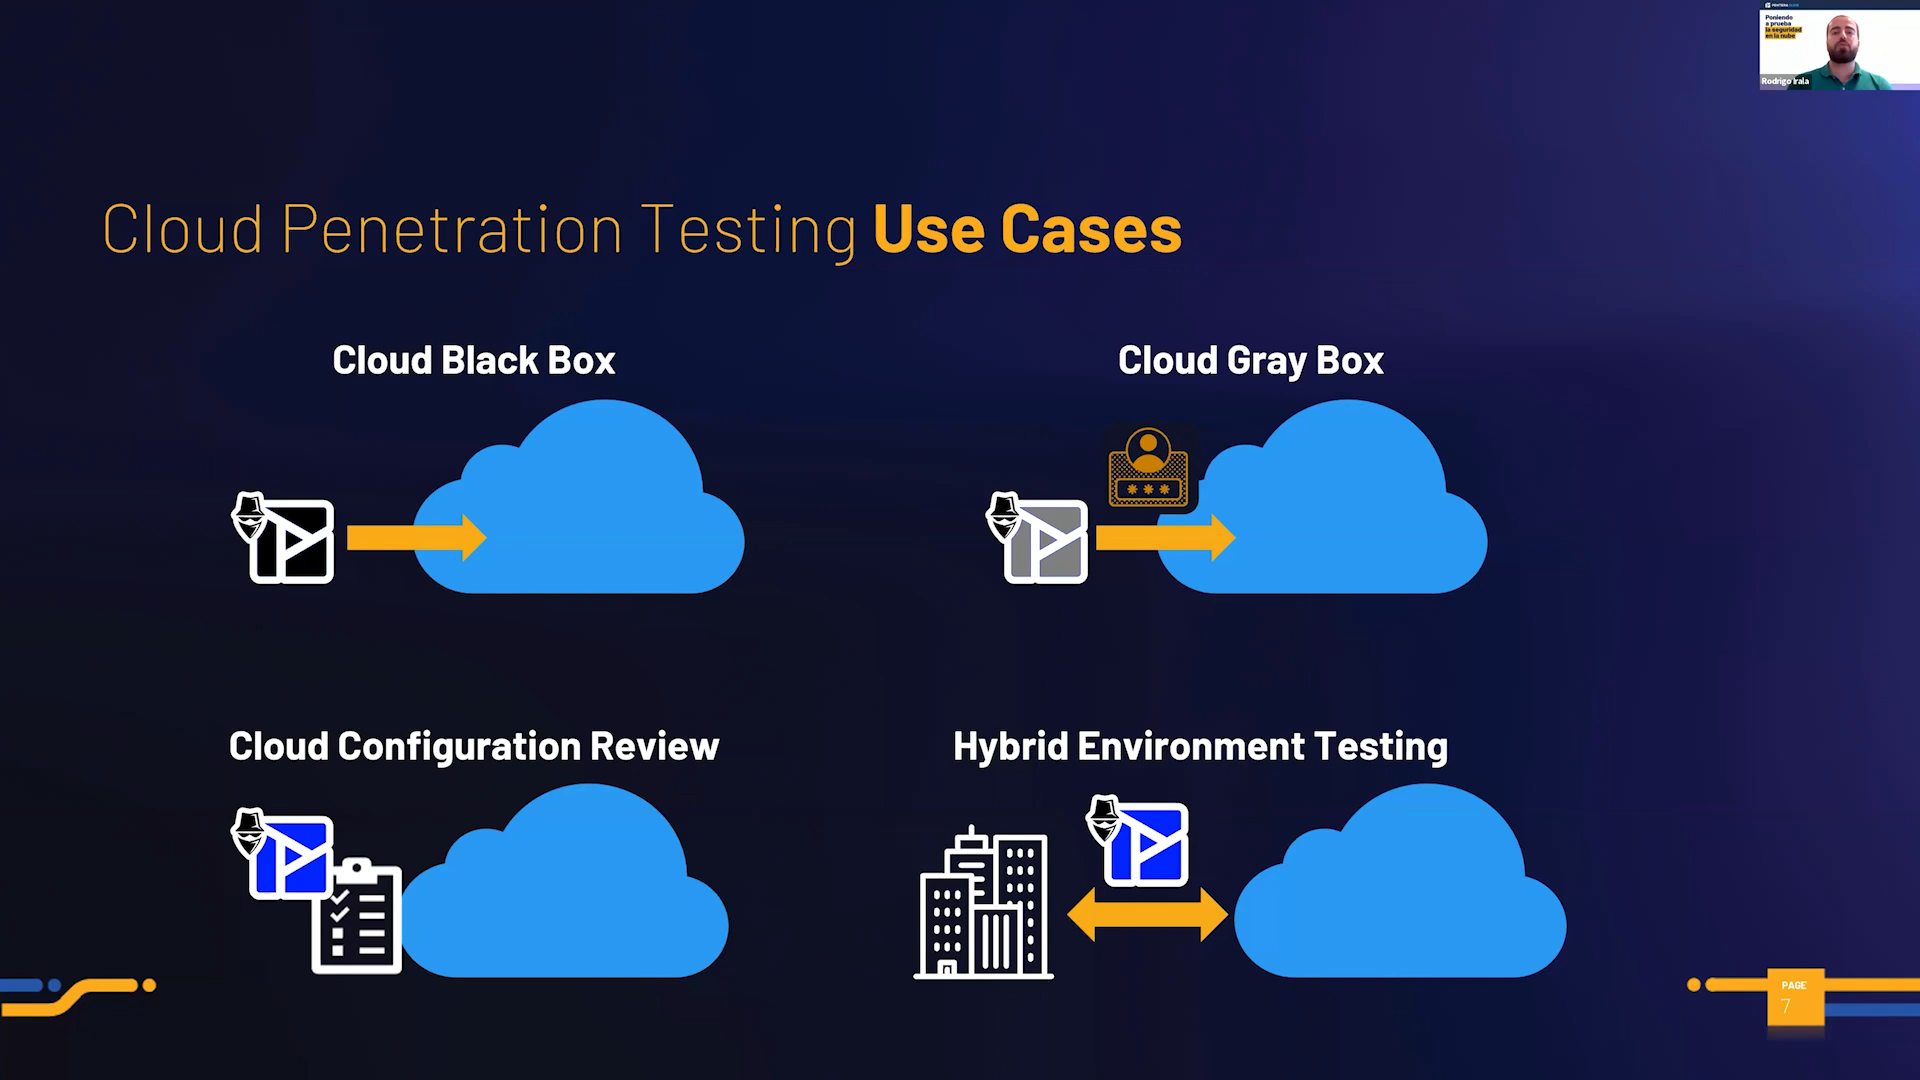 Poniendo
a prueba
la seguridad
en la nube
Rodrigo Irala
Cloud Penetration Testing Use Cases
Cloud Black Box
Cloud Gray Box
Cloud Configuration Review
Hybrid Environment Testing
PAGE
7